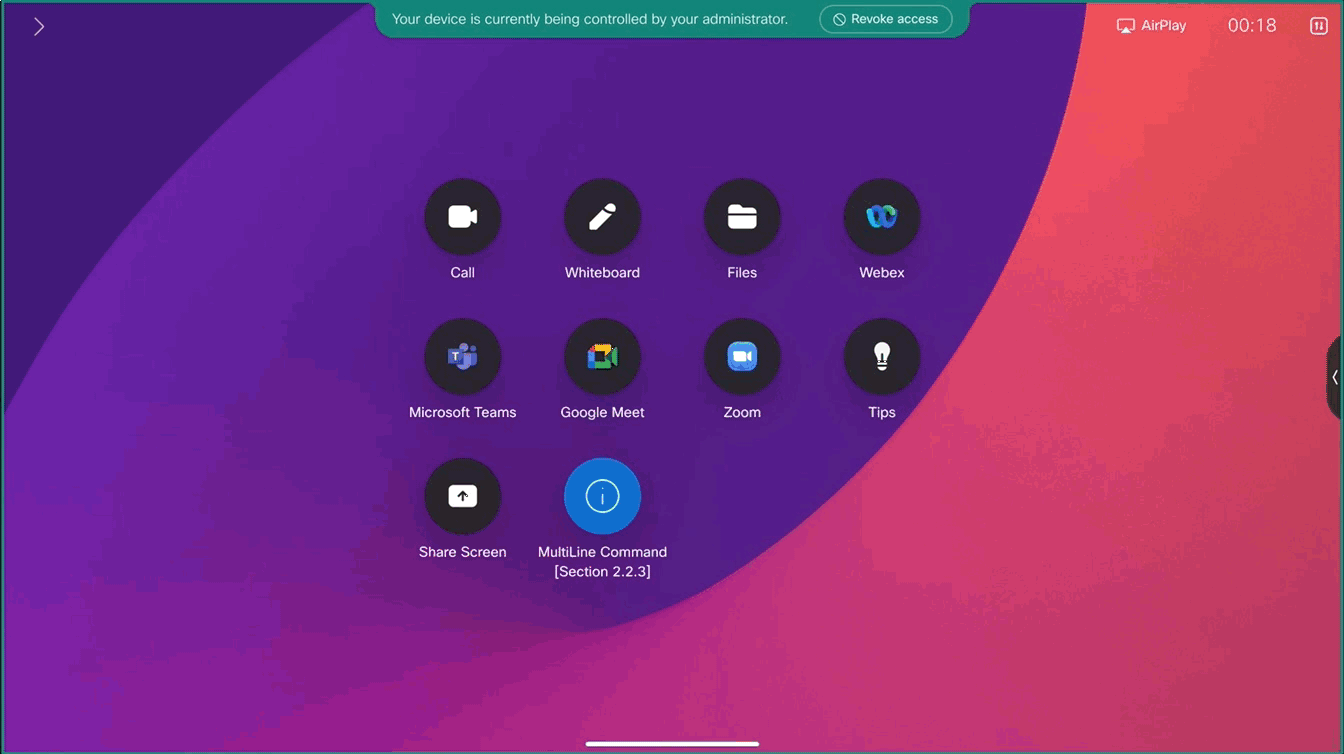 Your device is currently being controlled by your administrator.
Revoke access
AirPlay
00:18
Call
Whiteboard
Files
Webex
Microsoft Teams
Google Meet
Zoom
Tips
Share Screen
MultiLine Command
[Section 2.2.3]